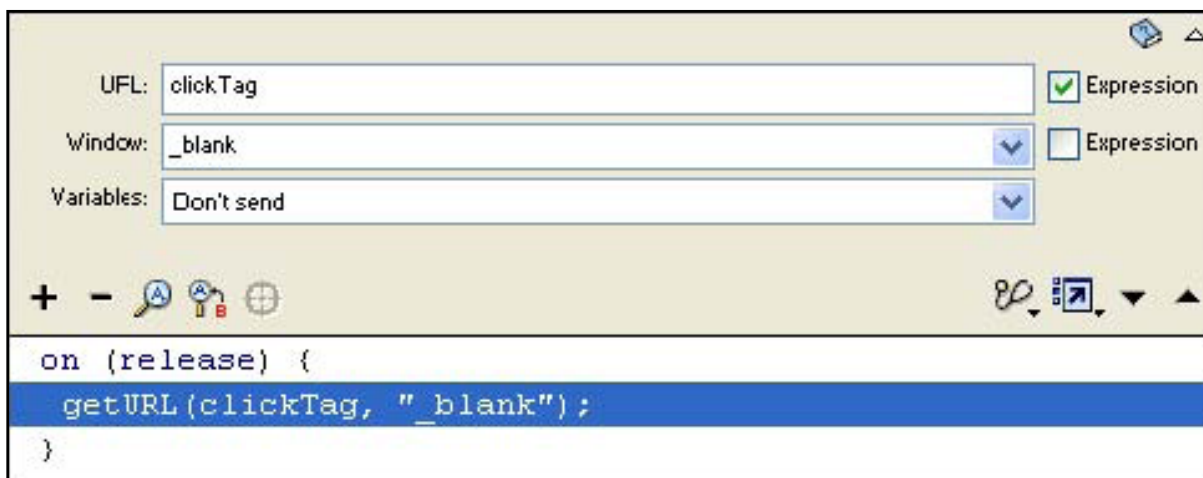 UFL: clickTag Expression
Window: _blank Expression
Variables: Don't send
on (release) {
getURL(clickTag, "_blank");
}